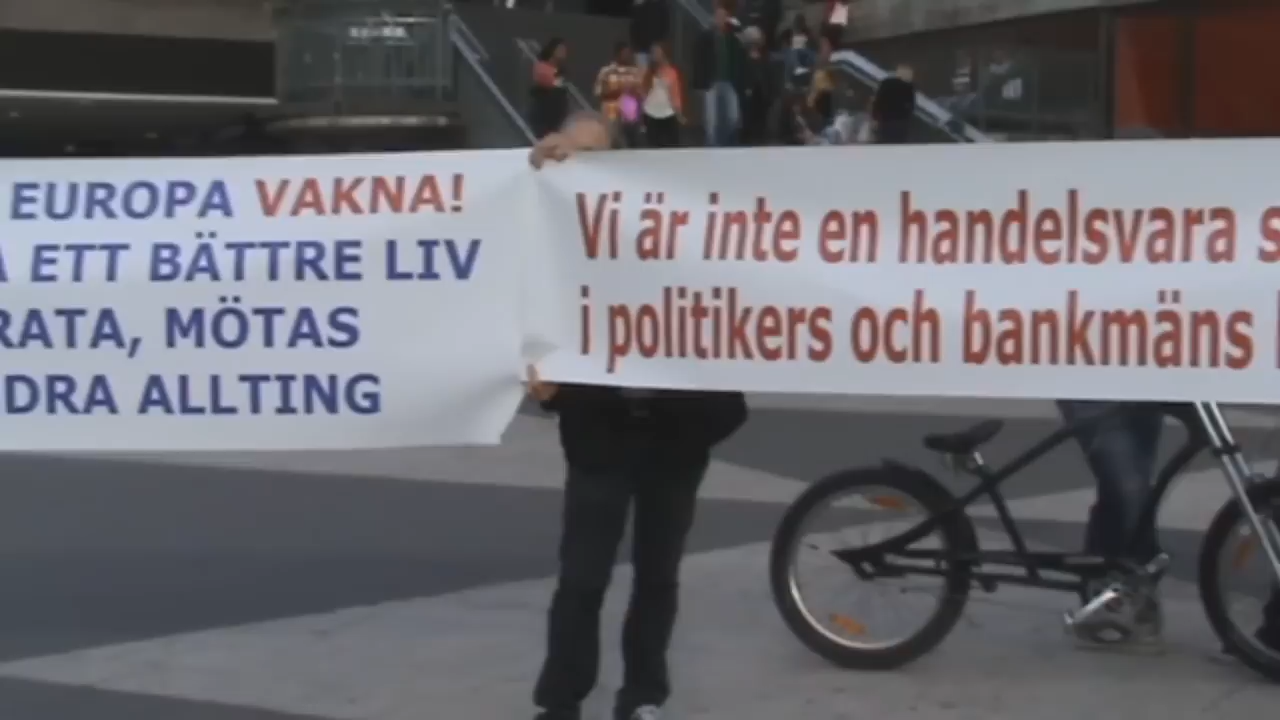 EUROPA VAKNA!
ETT BÄTTRE LIV
RATA, MÖTAS
DRA ALLTING
Vi är inte en handelsvara
i politikers och bankmäns